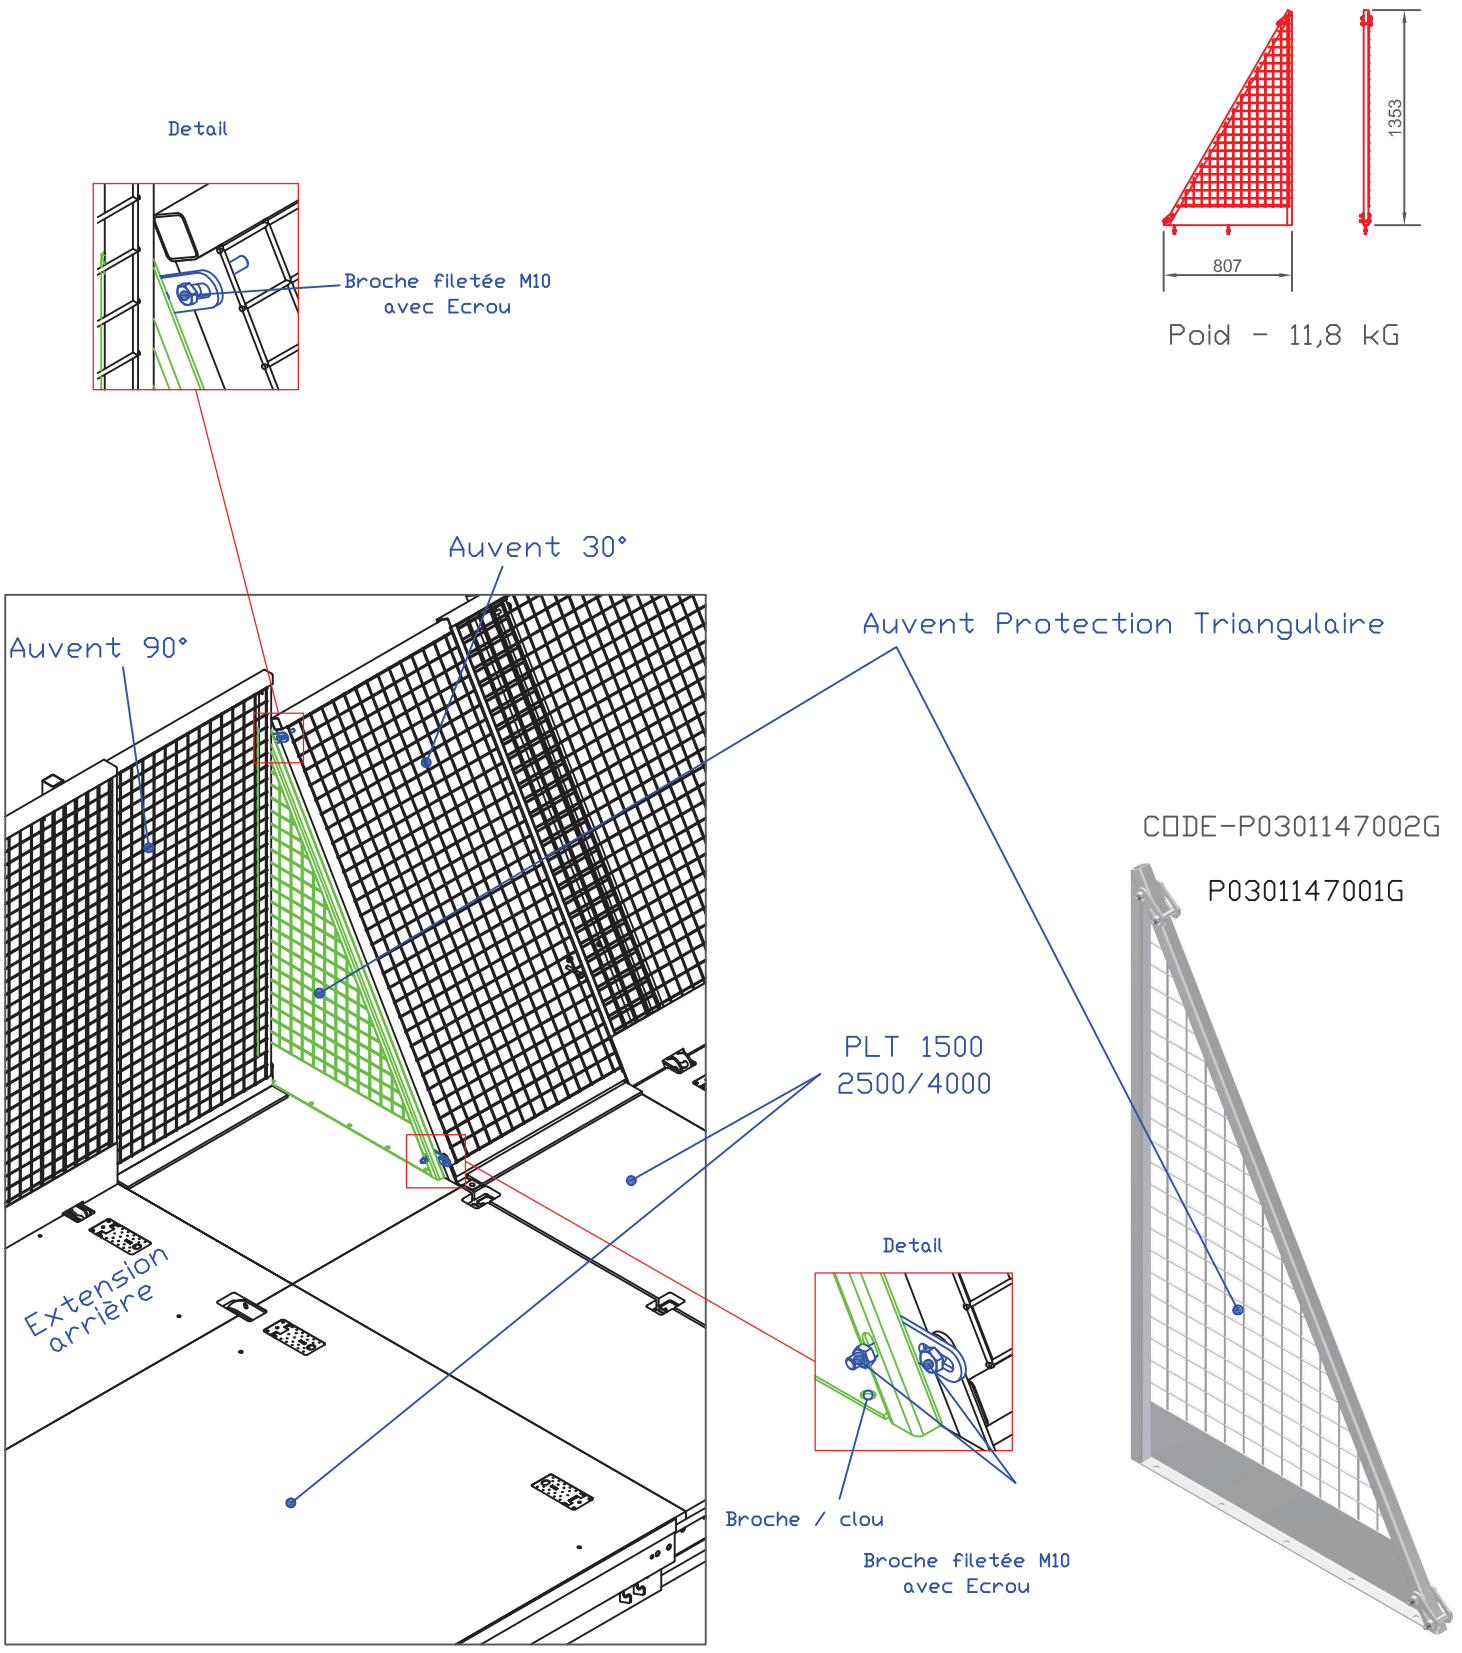 Detail
Broche filetée M10
avec Ecrou
1353
807
Poid - 11,8 kG
Auvent 30°
Auvent 90°
Auvent Protection Triangulaire
CODE-P0301147002G
P0301147001G
PLT 1500
2500/4000
Extension
arrière
Detail
Broche / clou
Broche filetée M10
avec Ecrou